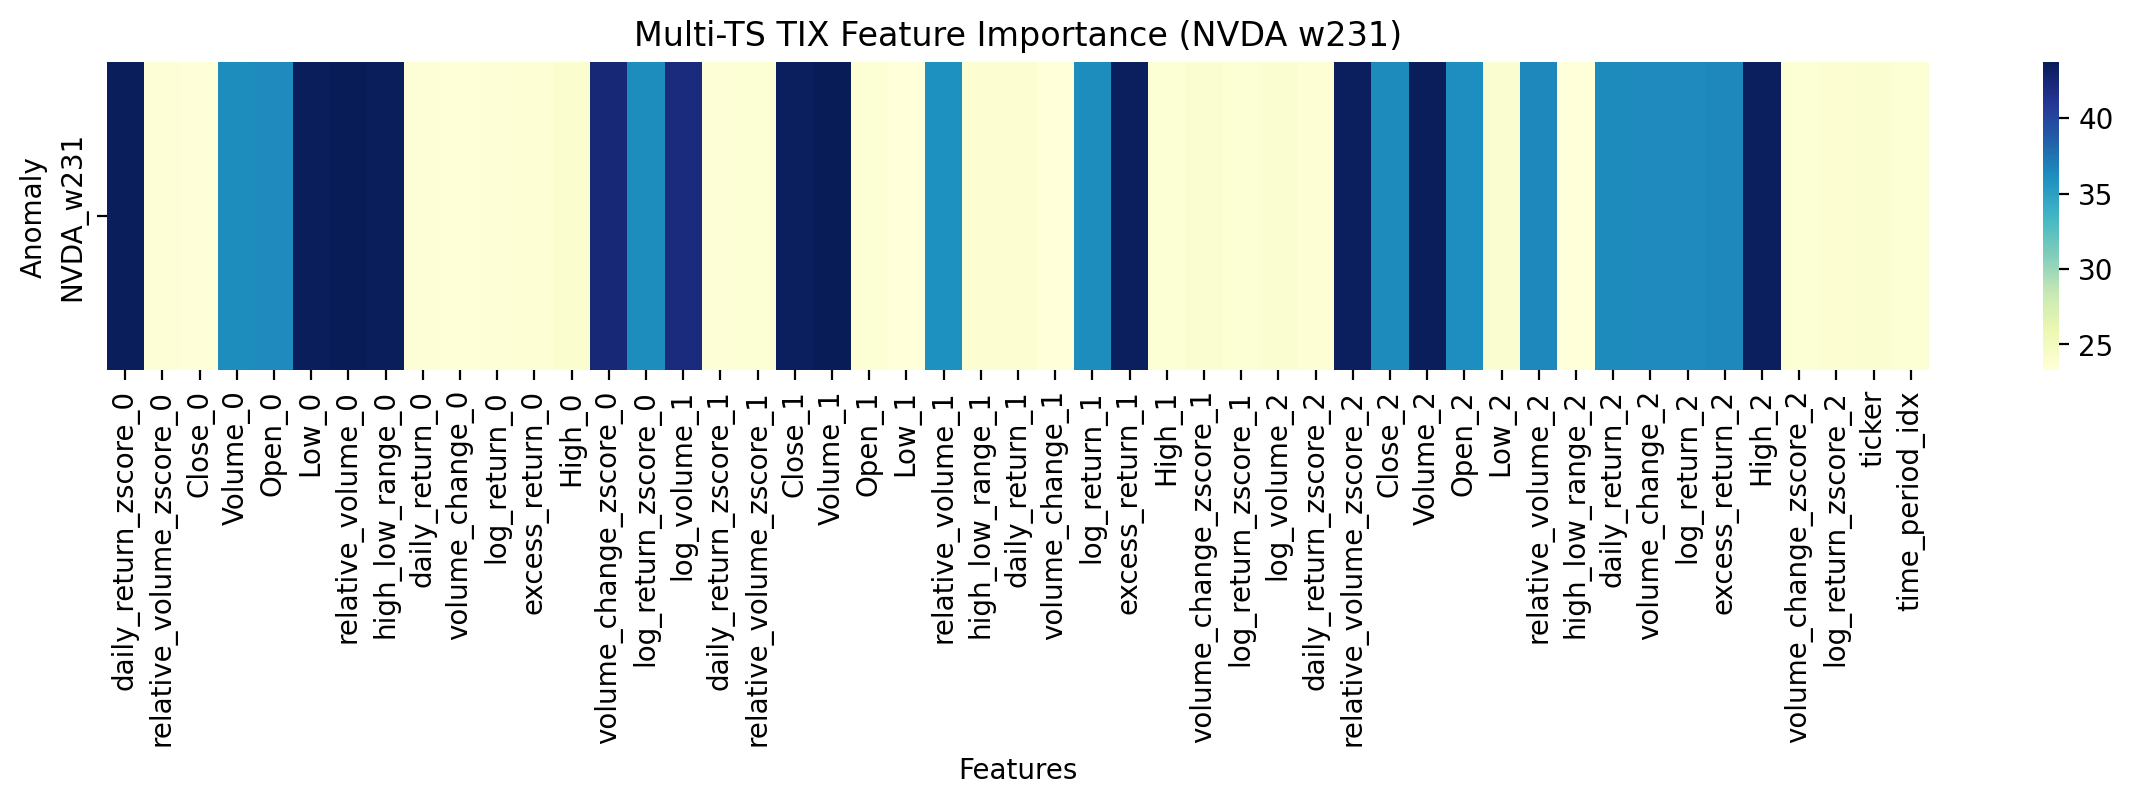 Multi-TS TIX Feature Importance (NVDA w231)
Anomaly
NVDA_w231
40
35
30
25
daily_return_zscore_0
relative_volume_zscore_0
Close_0
Volume_0
Open_0
Low_0
relative_volume_0
high_low_range_0
daily_return_0
volume_change_0
log_return_0
excess_return_0
High_0
volume_change_zscore_0
log_return_zscore_0
log_volume_1
daily_return_zscore_1
relative_volume_zscore_1
Close_1
Volume_1
Open_1
Low_1
relative_volume_1
high_low_range_1
daily_return_1
volume_change_1
log_return_1
excess_return_1
High_1
volume_change_zscore_1
log_return_zscore_1
log_volume_2
daily_return_zscore_2
relative_volume_zscore_2
Close_2
Volume_2
Open_2
Low_2
relative_volume_2
high_low_range_2
daily_return_2
volume_change_2
log_return_2
excess_return_2
High_2
volume_change_zscore_2
log_return_zscore_2
ticker
time_period_idx
Features